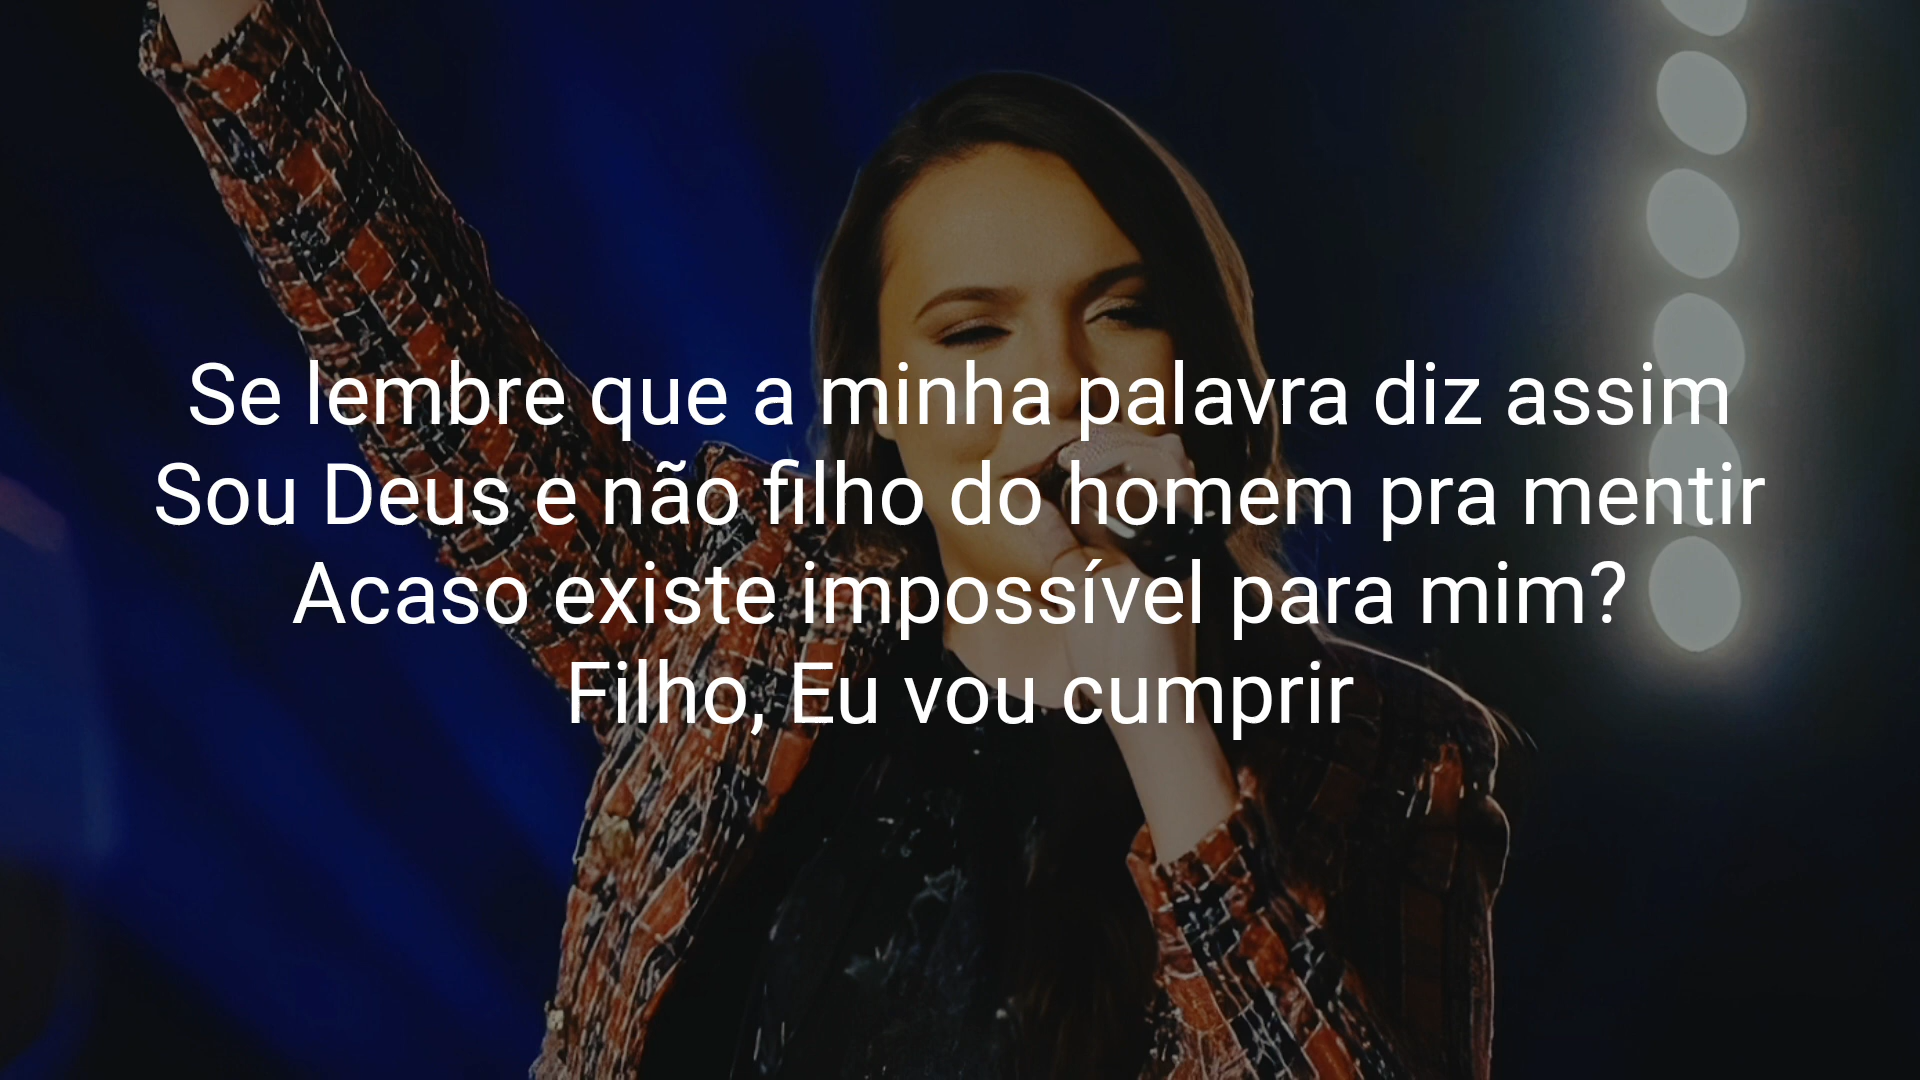 Se lembre que a minha palavra diz assim
Sou Deus e não filho do homem pra mentir
Acaso existe impossível para mim?
Filho, Eu vou cumprir